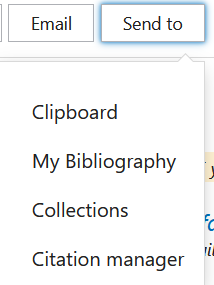 Email
Send to
Clipboard
My Bibliography
Collections
Citation manager